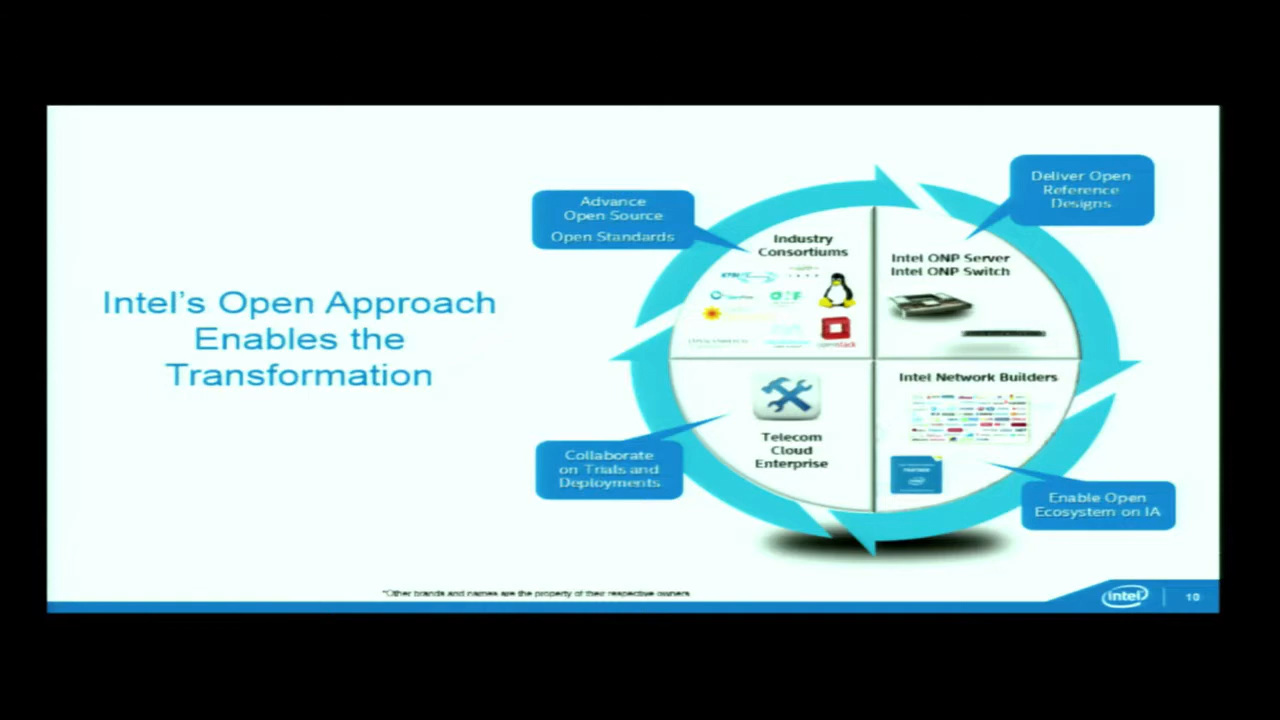 Intel's Open Approach
Enables the
Transformation
Advance
Open Source
Open Standards
Deliver Open
Reference
Designs
Industry
Consortiums
openstack
Intel ONP Server
Intel ONP Switch
Telecom
Cloud
Enterprise
Intel Network Builders
Collaborate
on Trials and
Deployments
Enable Open
Ecosystem on IA
*Other brands and names are the property of their respective owners
intel
10